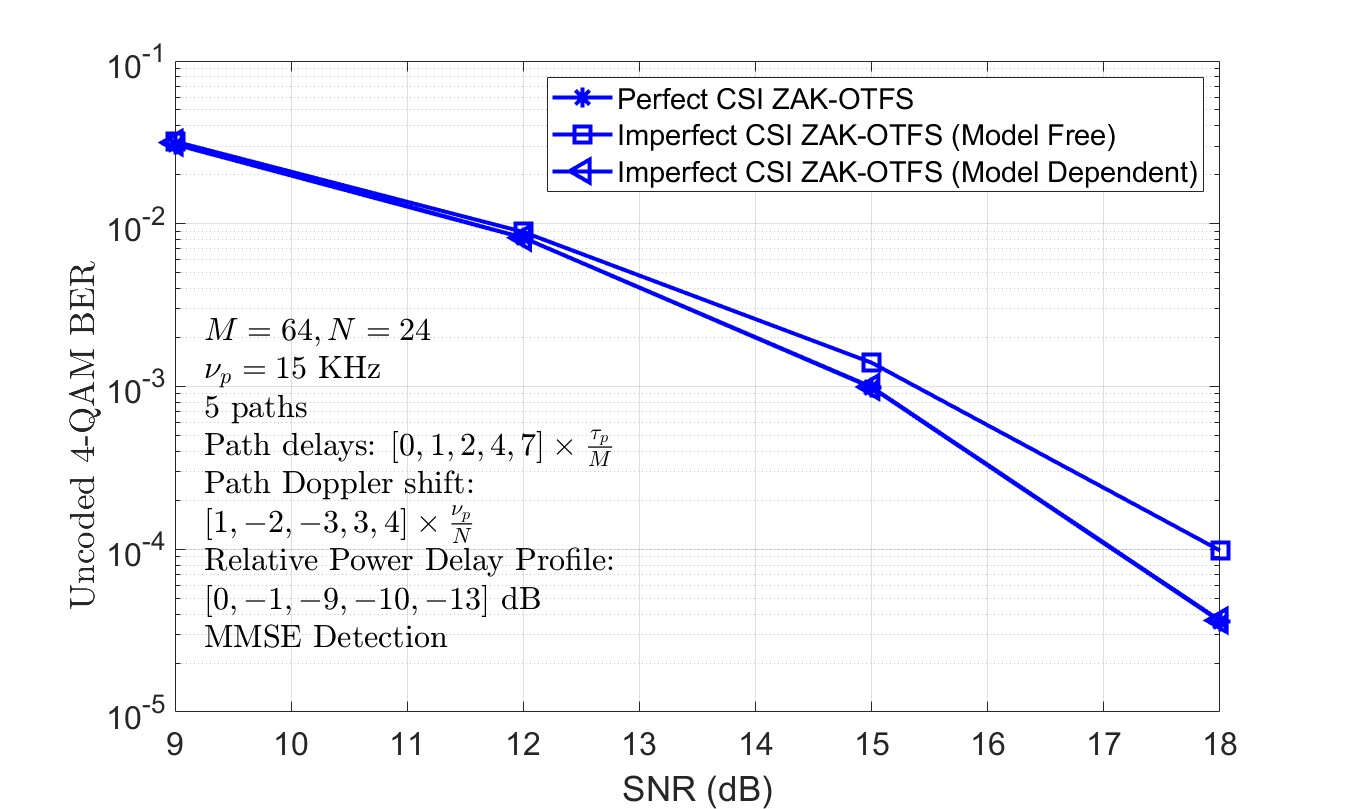 10^-1
10^-2
10^-3
10^-4
10^-5
Uncoded 4-QAM BER
Perfect CSI ZAK-OTFS
Imperfect CSI ZAK-OTFS (Model Free)
Imperfect CSI ZAK-OTFS (Model Dependent)
M = 64, N = 24
ν_p = 15 KHz
5 paths
Path delays: [0, 1, 2, 4, 7] × τ_p/M
Path Doppler shift:
[1, −2, −3, 3, 4] × ν_p/N
Relative Power Delay Profile:
[0, −1, −9, −10, −13] dB
MMSE Detection
9 10 11 12 13 14 15 16 17 18
SNR (dB)